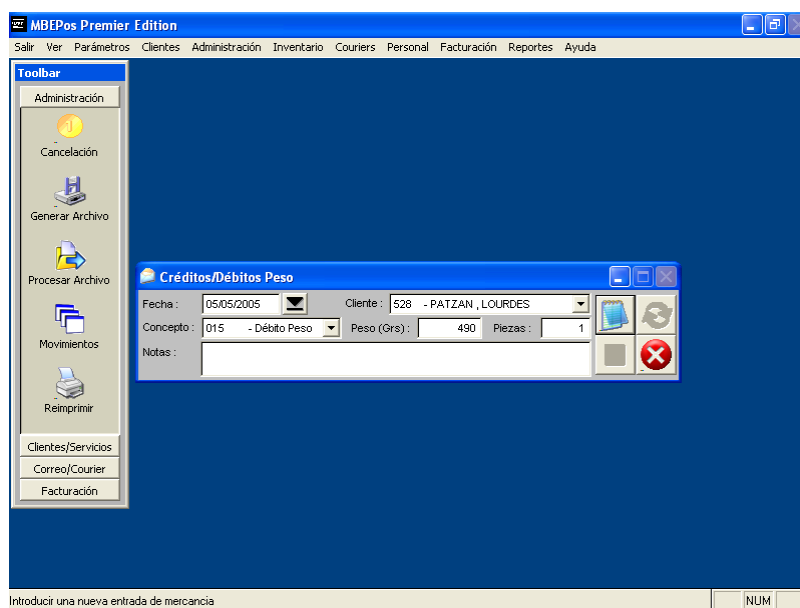 MBEPos Premier Edition
Salir Ver Parámetros Clientes Administración Inventario Couriers Personal Facturación Reportes Ayuda
Toolbar
Administración
Cancelación
Generar Archivo
Procesar Archivo
Movimientos
Reimprimir
Clientes/Servicios
Correo/Courier
Facturación
Créditos/Débitos Peso
Fecha : 05/05/2005 Cliente : 528 - PATZAN , LOURDES
Concepto : 015 - Débito Peso Peso (Grs) : 490 Piezas : 1
Notas :
Introducir una nueva entrada de mercancia
NUM